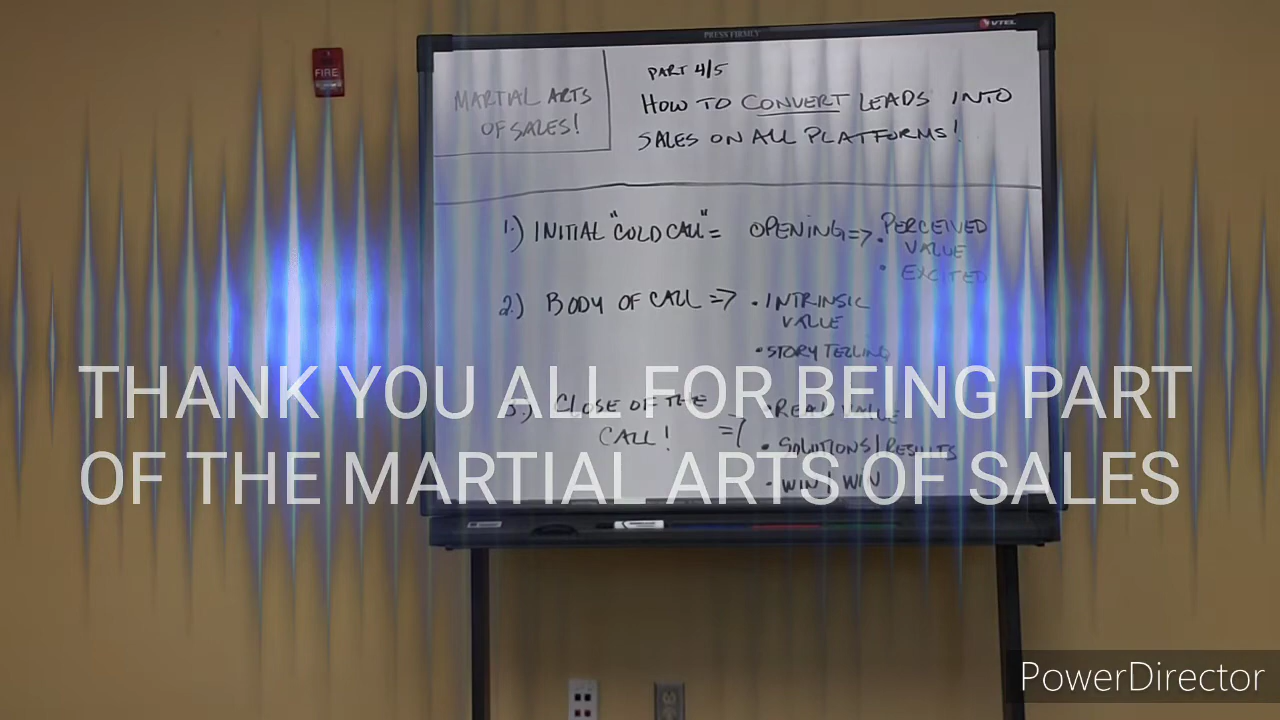 VTEL
PRESS FIRMLY
FIRE
MARTIAL ARTS
OF SALES!
PART 4/5
HOW TO CONVERT LEADS INTO
SALES ON ALL PLATFORMS!
1.) INITIAL "COLD CALL" = OPENING => • PERCEIVED
VALUE
• EXCITED
2.) BODY OF CALL => • INTRINSIC
VALUE
• STORY TELLING
THANK YOU ALL FOR BEING PART
3.) CLOSE OF THE
CALL! => • REAL VALUE
• SOLUTIONS/RESULTS
OF THE MARTIAL ARTS OF SALES
• WIN/WIN
PowerDirector